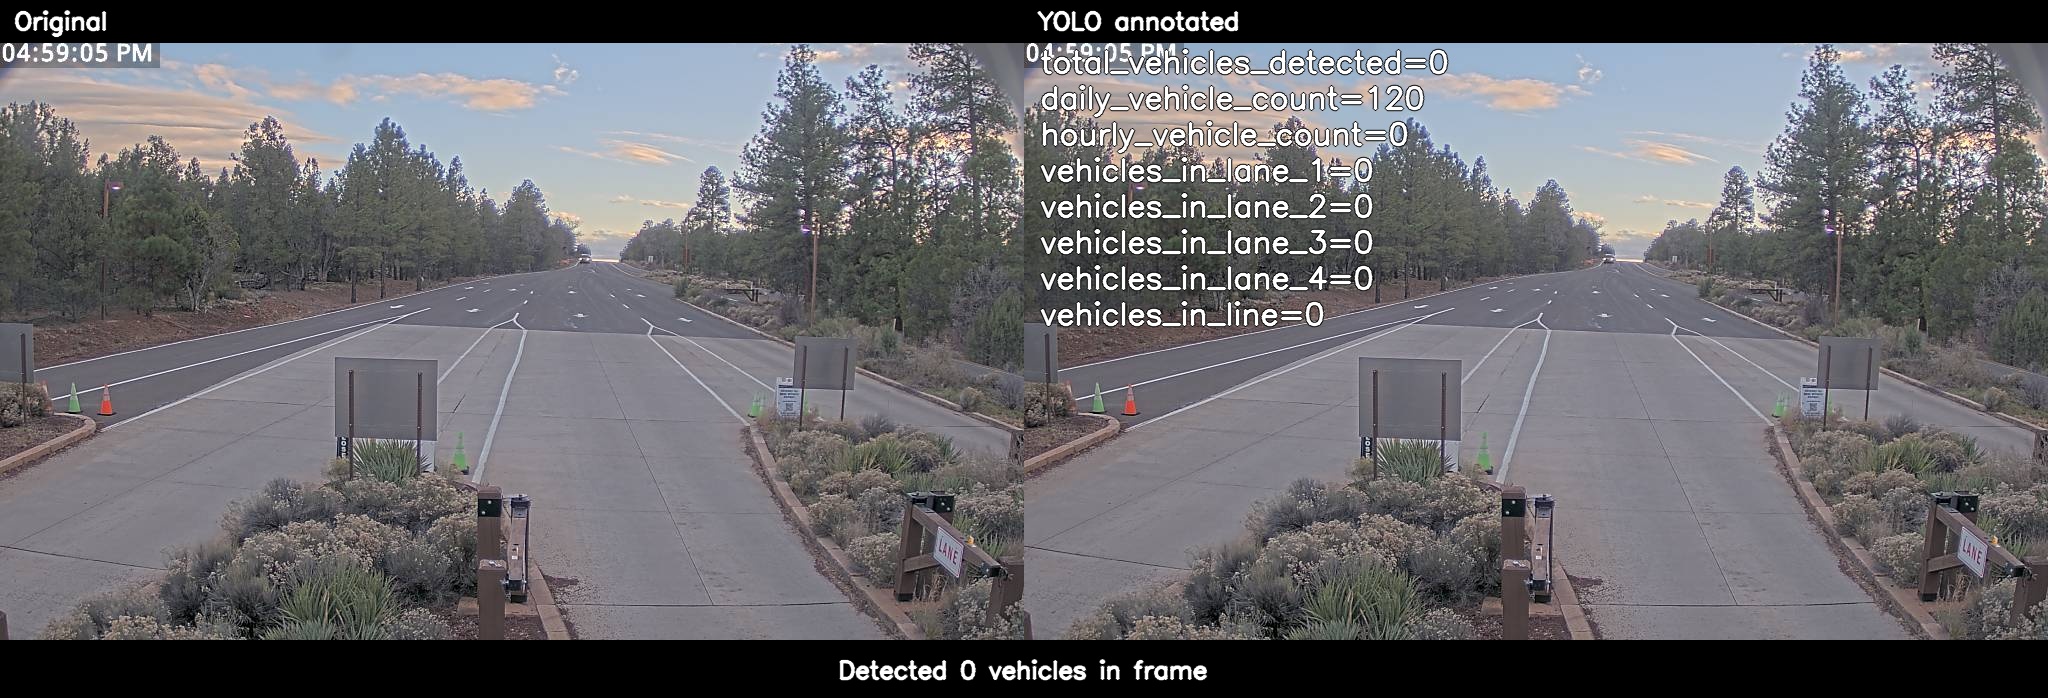 Original
YOLO annotated
04:59:05 PM
04:59:05 PM
total_vehicles_detected=0
daily_vehicle_count=120
hourly_vehicle_count=0
vehicles_in_lane_1=0
vehicles_in_lane_2=0
vehicles_in_lane_3=0
vehicles_in_lane_4=0
vehicles_in_line=0
LANE
LANE
Detected 0 vehicles in frame